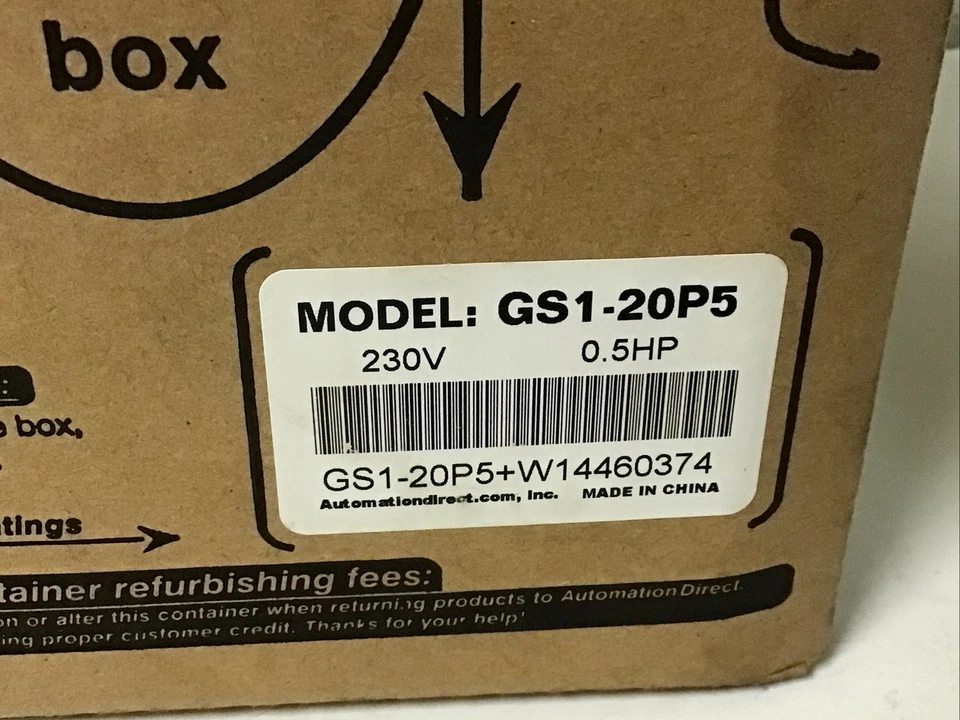 box
MODEL: GS1-20P5
230V 0.5HP
GS1-20P5+W14460374
Automationdirect.com, Inc. MADE IN CHINA
:
box,
.
tings
tainer refurbishing fees:
on or alter this container when returning products to AutomationDirect.
ing proper customer credit. Thanks for your help!